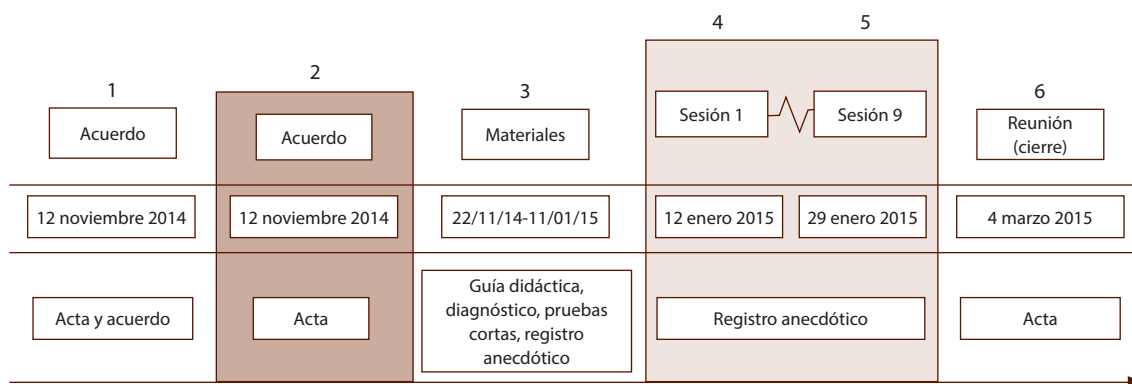 4
5
2
1
3
6
Acuerdo
Acuerdo
Materiales
Sesión 1
Sesión 9
Reunión
(cierre)
12 noviembre 2014
12 noviembre 2014
22/11/14-11/01/15
12 enero 2015
29 enero 2015
4 marzo 2015
Acta y acuerdo
Acta
Guía didáctica,
diagnóstico, pruebas
cortas, registro
anecdótico
Registro anecdótico
Acta